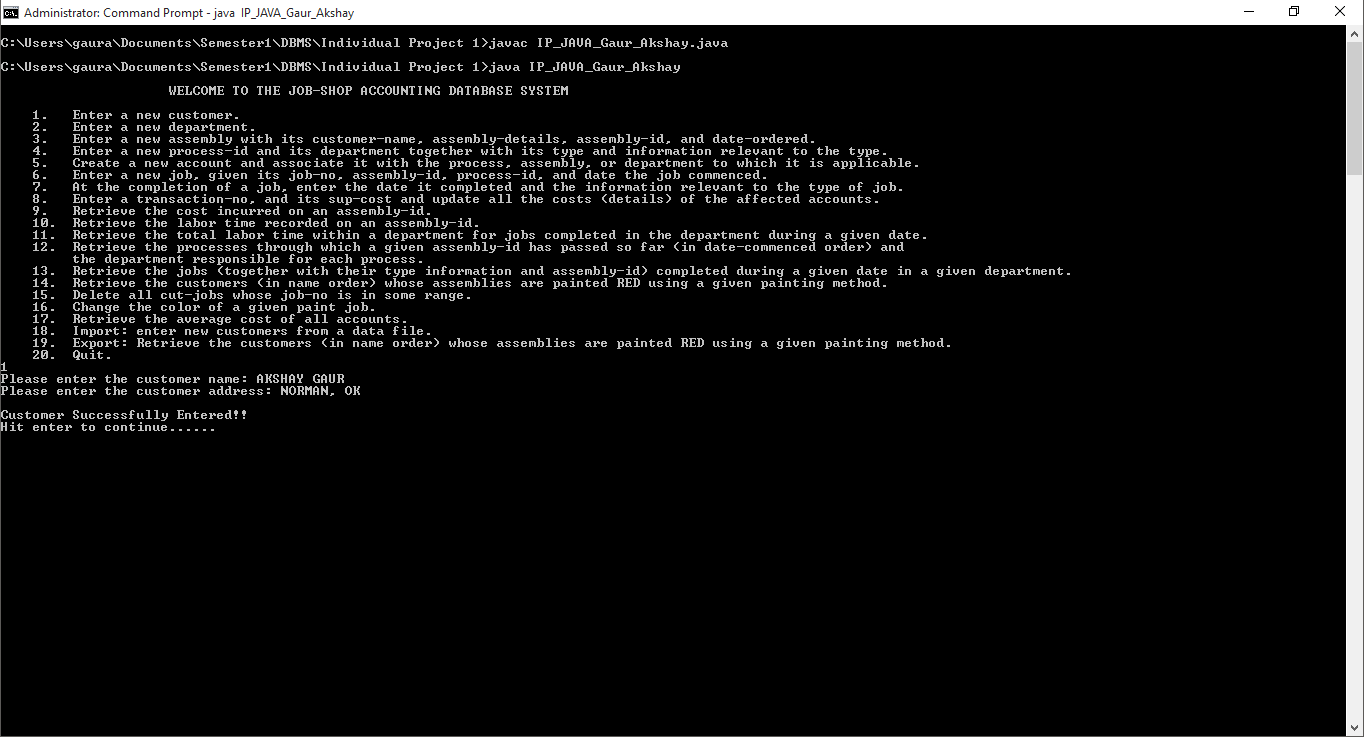 Administrator: Command Prompt - java IP_JAVA_Gaur_Akshay
C:\Users\gaura\Documents\Semester1\DBMS\Individual Project 1>javac IP_JAVA_Gaur_Akshay.java
C:\Users\gaura\Documents\Semester1\DBMS\Individual Project 1>java IP_JAVA_Gaur_Akshay
WELCOME TO THE JOB-SHOP ACCOUNTING DATABASE SYSTEM
1. Enter a new customer.
2. Enter a new department.
3. Enter a new assembly with its customer-name, assembly-details, assembly-id, and date-ordered.
4. Enter a new process-id and its department together with its type and information relevant to the type.
5. Create a new account and associate it with the process, assembly, or department to which it is applicable.
6. Enter a new job, given its job-no, assembly-id, process-id, and date the job commenced.
7. At the completion of a job, enter the date it completed and the information relevant to the type of job.
8. Enter a transaction-no, and its sup-cost and update all the costs (details) of the affected accounts.
9. Retrieve the cost incurred on an assembly-id.
10. Retrieve the labor time recorded on an assembly-id.
11. Retrieve the total labor time within a department for jobs completed in the department during a given date.
12. Retrieve the processes through which a given assembly-id has passed so far (in date-commenced order) and
the department responsible for each process.
13. Retrieve the jobs (together with their type information and assembly-id) completed during a given date in a given department.
14. Retrieve the customers (in name order) whose assemblies are painted RED using a given painting method.
15. Delete all cut-jobs whose job-no is in some range.
16. Change the color of a given paint job.
17. Retrieve the average cost of all accounts.
18. Import: enter new customers from a data file.
19. Export: Retrieve the customers (in name order) whose assemblies are painted RED using a given painting method.
20. Quit.
1
Please enter the customer name: AKSHAY GAUR
Please enter the customer address: NORMAN, OK
Customer Successfully Entered!!
Hit enter to continue......